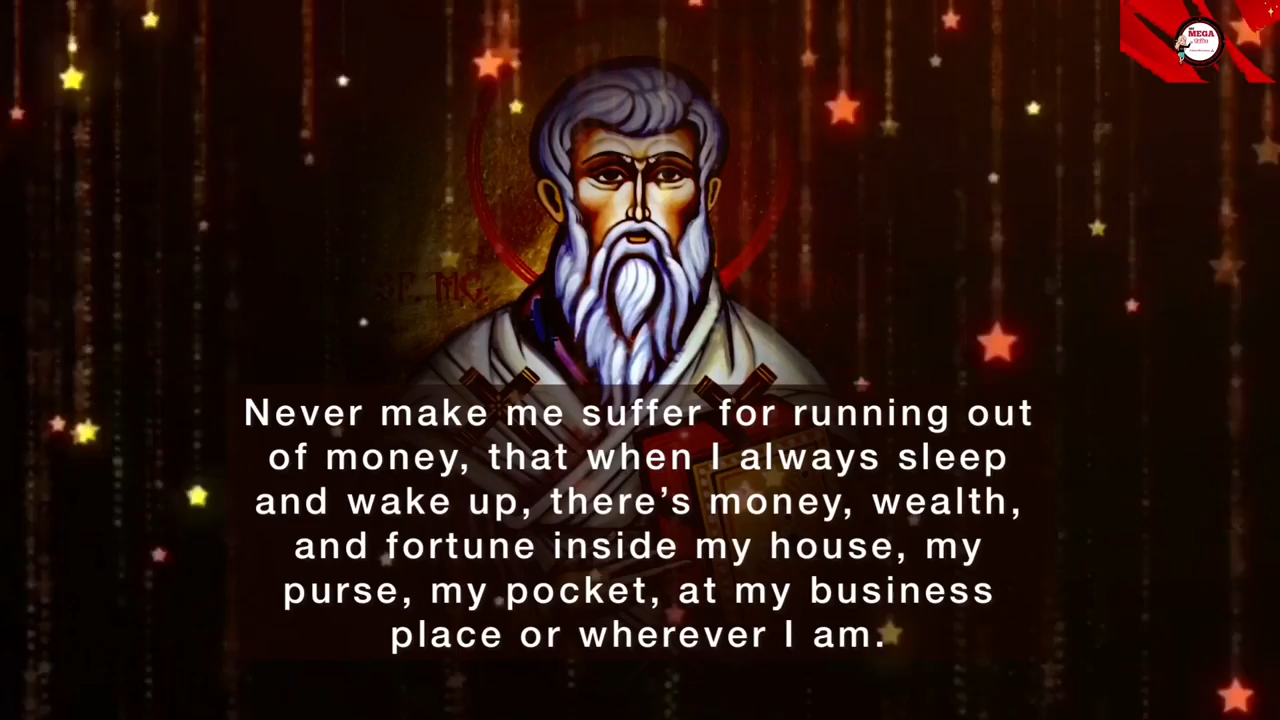 MEGA
Never make me suffer for running out
of money, that when I always sleep
and wake up, there’s money, wealth,
and fortune inside my house, my
purse, my pocket, at my business
place or wherever I am.